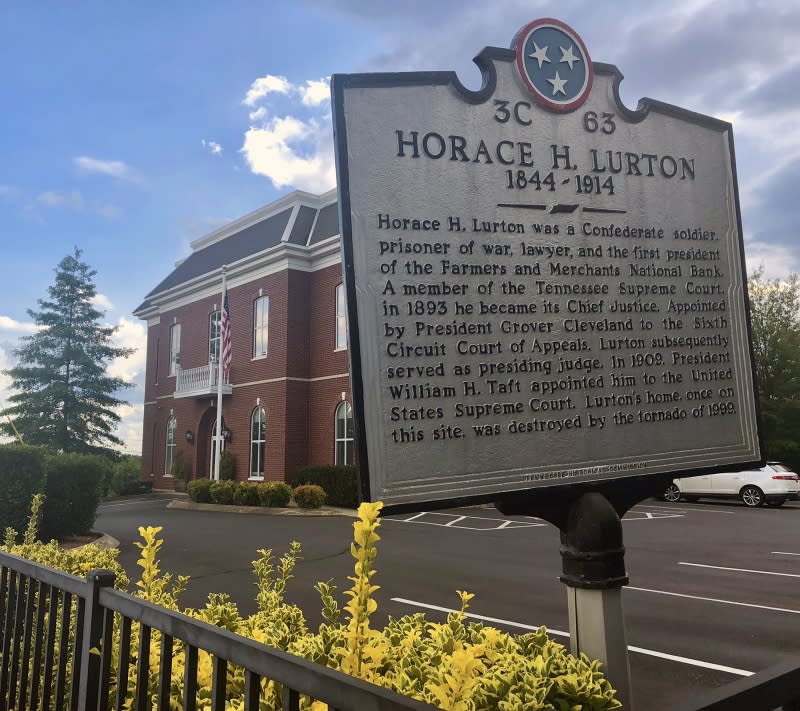 3C 63
HORACE H. LURTON
1844-1914
Horace H. Lurton was a Confederate soldier,
prisoner of war, lawyer, and the first president
of the Farmers and Merchants National Bank.
A member of the Tennessee Supreme Court,
in 1893 he became its Chief Justice. Appointed
by President Grover Cleveland to the Sixth
Circuit Court of Appeals, Lurton subsequently
served as presiding judge. In 1909, President
William H. Taft appointed him to the United
States Supreme Court. Lurton's home, once on
this site, was destroyed by the tornado of 1999.
TENNESSEE HISTORICAL COMMISSION